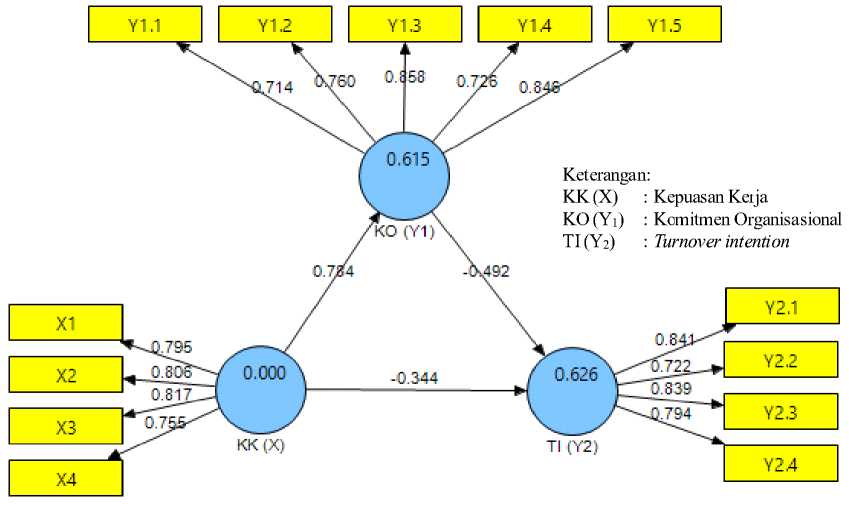 Y1.1 Y1.2 Y1.3 Y1.4 Y1.5
0.714 0.760 0.858 0.726 0.846
0.615
KO (Y1)
Keterangan:
KK (X) : Kepuasan Kerja
KO (Y1) : Komitmen Organisasional
TI (Y2) : Turnover intention
0.784 -0.492
X1
X2
X3
X4
0.795
0.806
0.817
0.755
0.000
KK (X)
-0.344
0.626
TI (Y2)
0.841
0.722
0.839
0.794
Y2.1
Y2.2
Y2.3
Y2.4